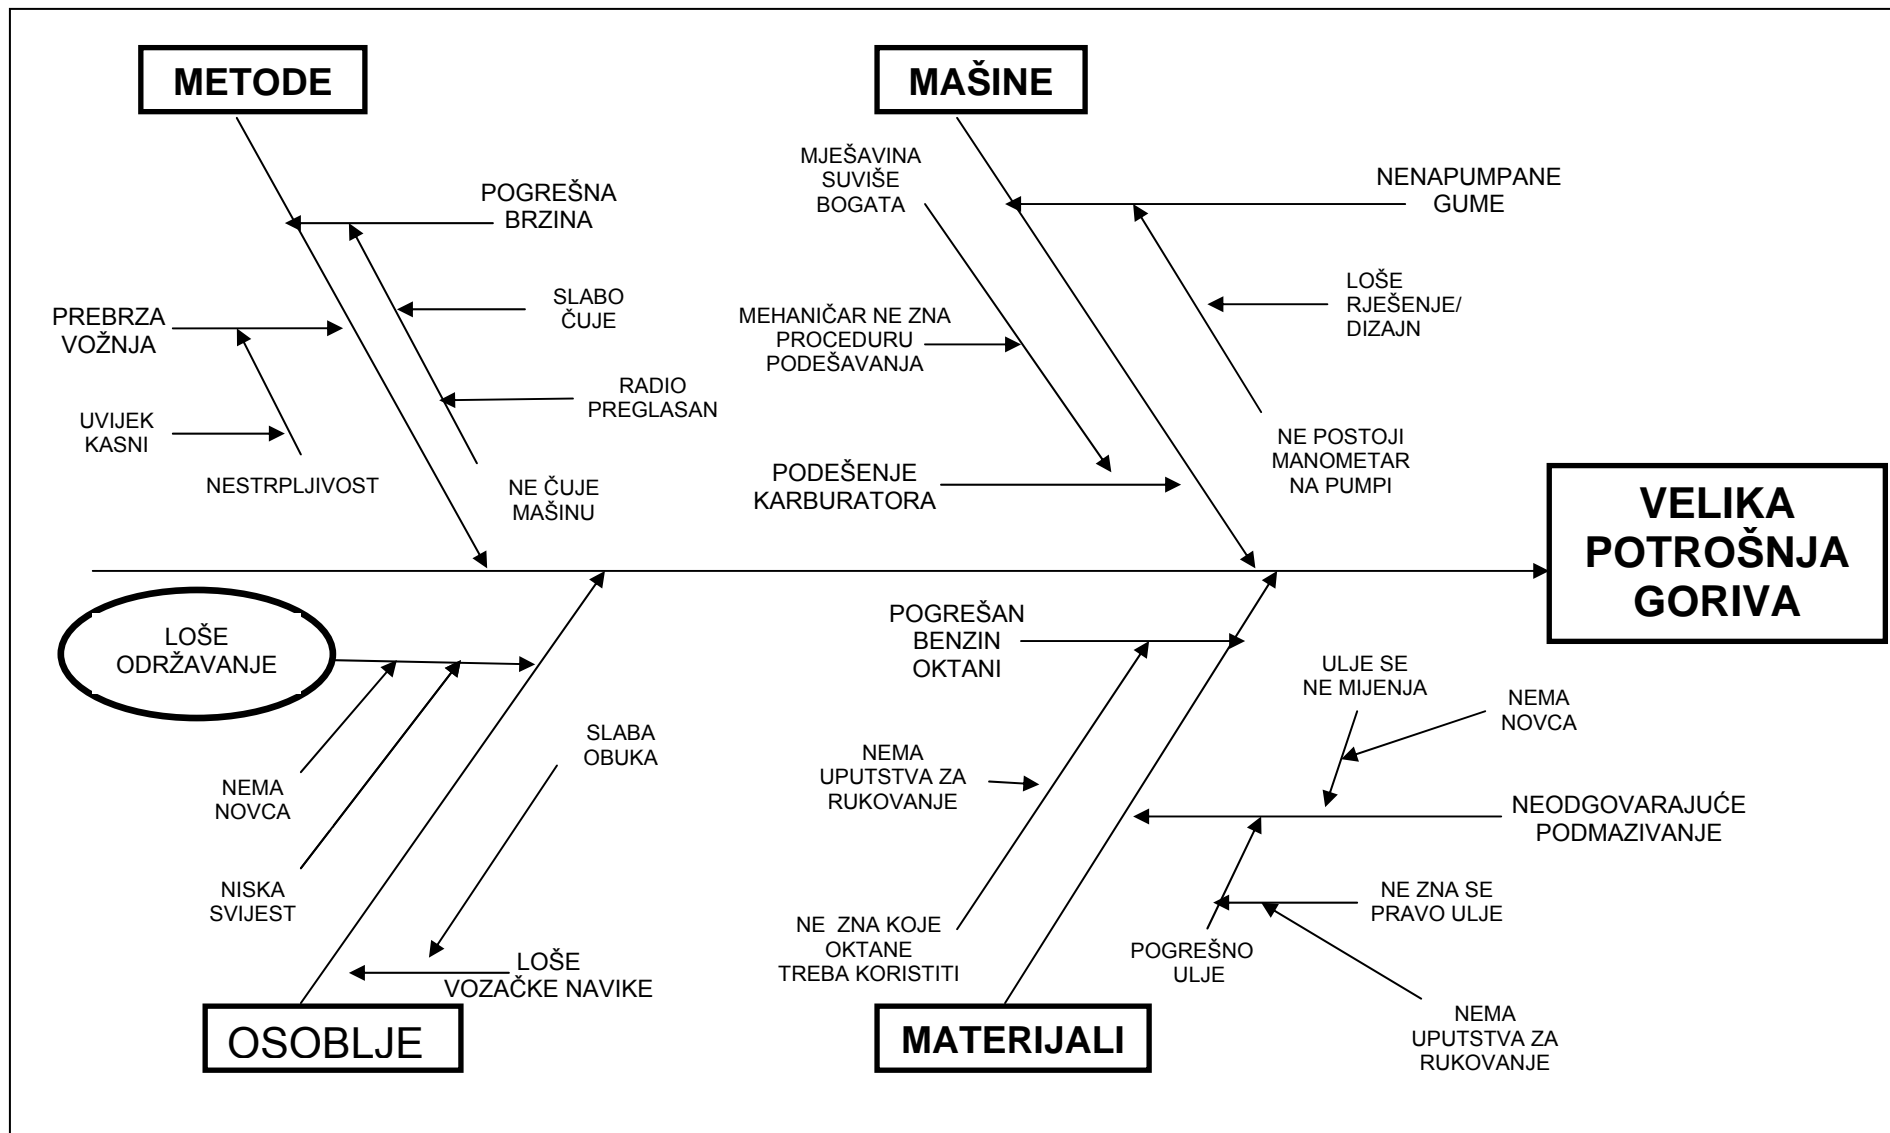 METODE
MAŠINE
MJEŠAVINA
SUVIŠE
BOGATA
POGREŠNA
BRZINA
NENAPUMPANE
GUME
PREBRZA
VOŽNJA
SLABO
ČUJE
MEHANIČAR NE ZNA
PROCEDURU
PODEŠAVANJA
LOŠE
RJEŠENJE/
DIZAJN
UVIJEK
KASNI
RADIO
PREGLASAN
NESTRPLJIVOST
NE ČUJE
MAŠINU
PODEŠENJE
KARBURATORA
NE POSTOJI
MANOMETAR
NA PUMPI
VELIKA
POTROŠNJA
GORIVA
LOŠE
ODRŽAVANJE
POGREŠAN
BENZIN
OKTANI
ULJE SE
NE MIJENJA
NEMA
NOVCA
SLABA
OBUKA
NEMA
UPUTSTVA ZA
RUKOVANJE
NEMA
NOVCA
NEODGOVARAJUĆE
PODMAZIVANJE
NISKA
SVIJEST
NE ZNA SE
PRAVO ULJE
NE  ZNA KOJE
OKTANE
TREBA KORISTITI
POGREŠNO
ULJE
LOŠE
VOZAČKE NAVIKE
OSOBLJE
MATERIJALI
NEMA
UPUTSTVA ZA
RUKOVANJE